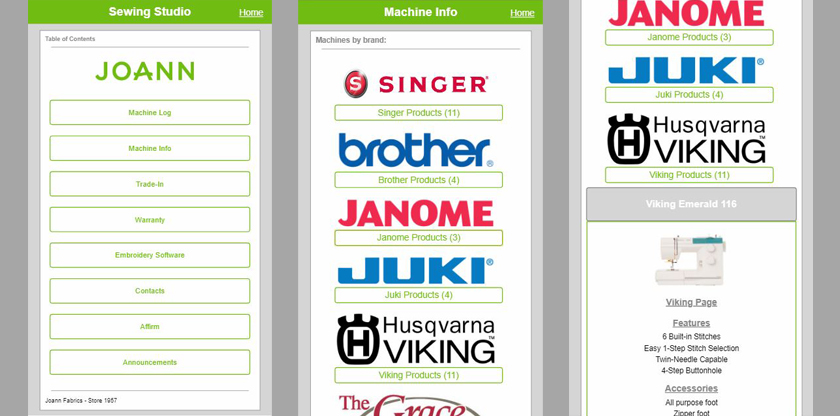 Sewing Studio
Home
Table of Contents
JOANN
Machine Log
Machine Info
Trade-In
Warranty
Embroidery Software
Contacts
Affirm
Announcements
Joann Fabrics - Store 1957
Machine Info
Home
Machines by brand:
S SINGER®
Singer Products (11)
brother®
Brother Products (4)
JANOME
Janome Products (3)
JUKI®
Juki Products (4)
H Husqvarna
VIKING™
Viking Products (11)
The Grace
JANOME
Janome Products (3)
JUKI®
Juki Products (4)
H Husqvarna
VIKING™
Viking Products (11)
Viking Emerald 116
Viking Page
Features
6 Built-in Stitches
Easy 1-Step Stitch Selection
Twin-Needle Capable
4-Step Buttonhole
Accessories
All purpose foot
Zipper foot